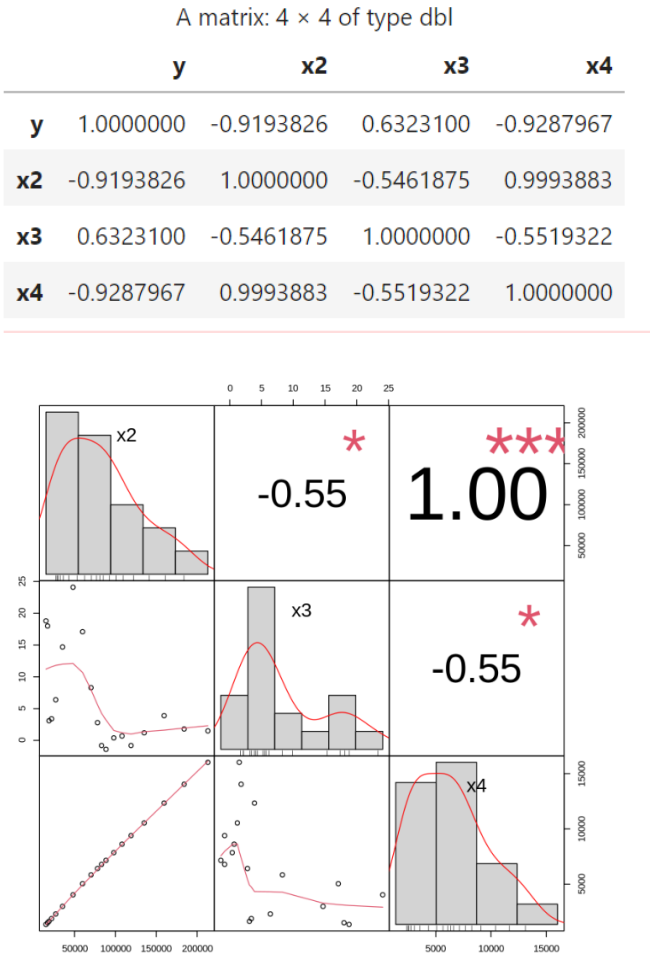 A matrix: 4 × 4 of type dbl
y x2 x3 x4
y 1.0000000 -0.9193826 0.6323100 -0.9287967
x2 -0.9193826 1.0000000 -0.5461875 0.9993883
x3 0.6323100 -0.5461875 1.0000000 -0.5519322
x4 -0.9287967 0.9993883 -0.5519322 1.0000000
0 5 10 15 20 25
x2
-0.55 *
1.00 ***
50000 100000 150000 200000
0 5 10 15 20 25
x3
-0.55 *
x4
5000 10000 15000
50000 100000 150000 200000
5000 10000 15000